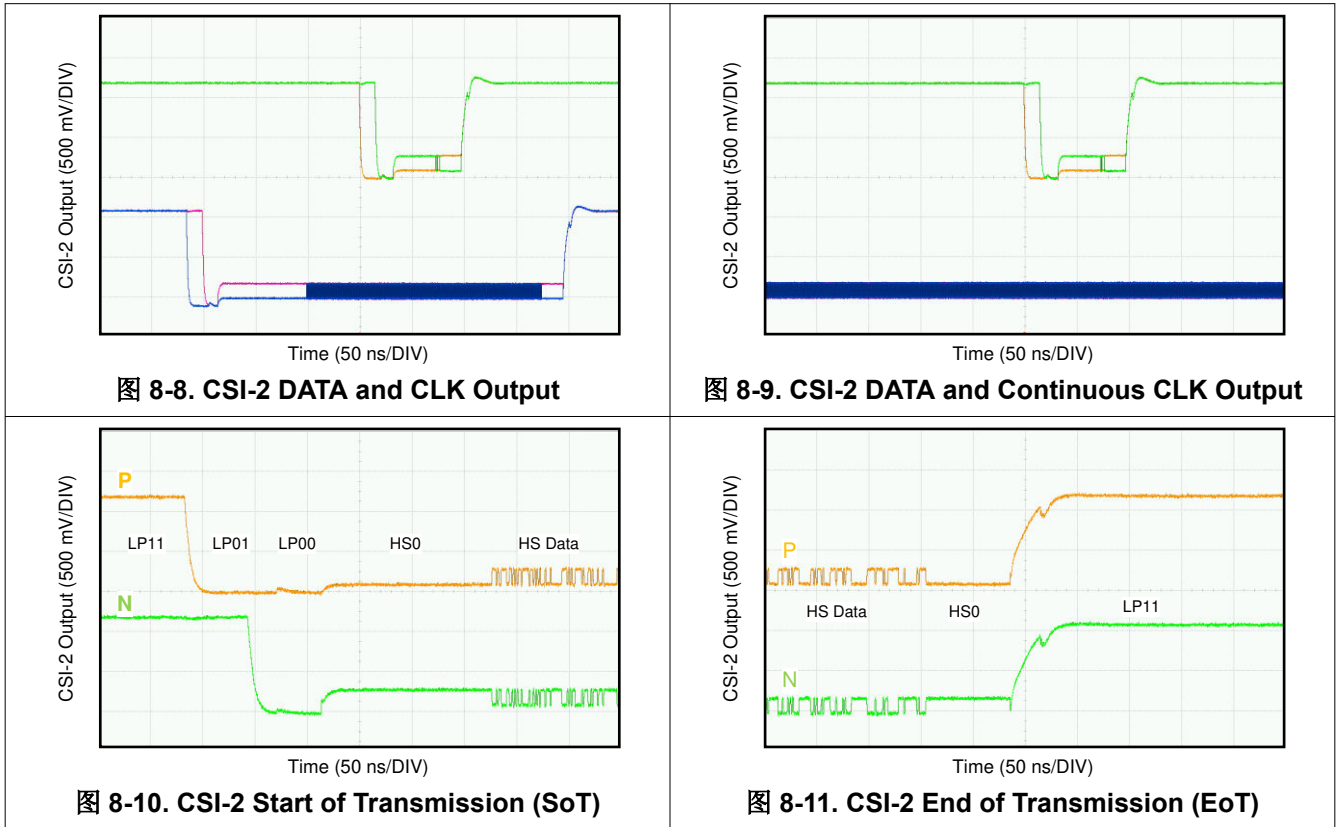 CSI-2 Output (500 mV/DIV)
Time (50 ns/DIV)
图 8-8. CSI-2 DATA and CLK Output
CSI-2 Output (500 mV/DIV)
Time (50 ns/DIV)
图 8-9. CSI-2 DATA and Continuous CLK Output
CSI-2 Output (500 mV/DIV)
P
LP11 LP01 LP00 HS0 HS Data
N
Time (50 ns/DIV)
图 8-10. CSI-2 Start of Transmission (SoT)
CSI-2 Output (500 mV/DIV)
P
HS Data HS0 LP11
N
Time (50 ns/DIV)
图 8-11. CSI-2 End of Transmission (EoT)